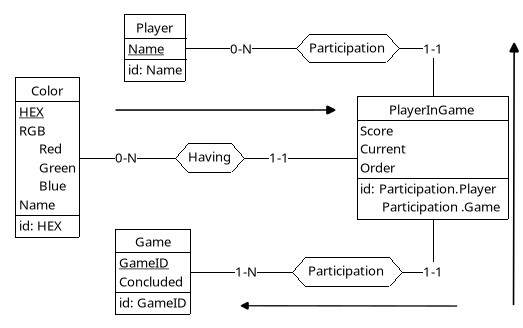 Player
Name
id: Name
0-N
Participation
1-1
Color
HEX
RGB
Red
Green
Blue
Name
id: HEX
0-N
Having
1-1
PlayerInGame
Score
Current
Order
id: Participation.Player
Participation .Game
Game
GameID
Concluded
id: GameID
1-N
Participation
1-1